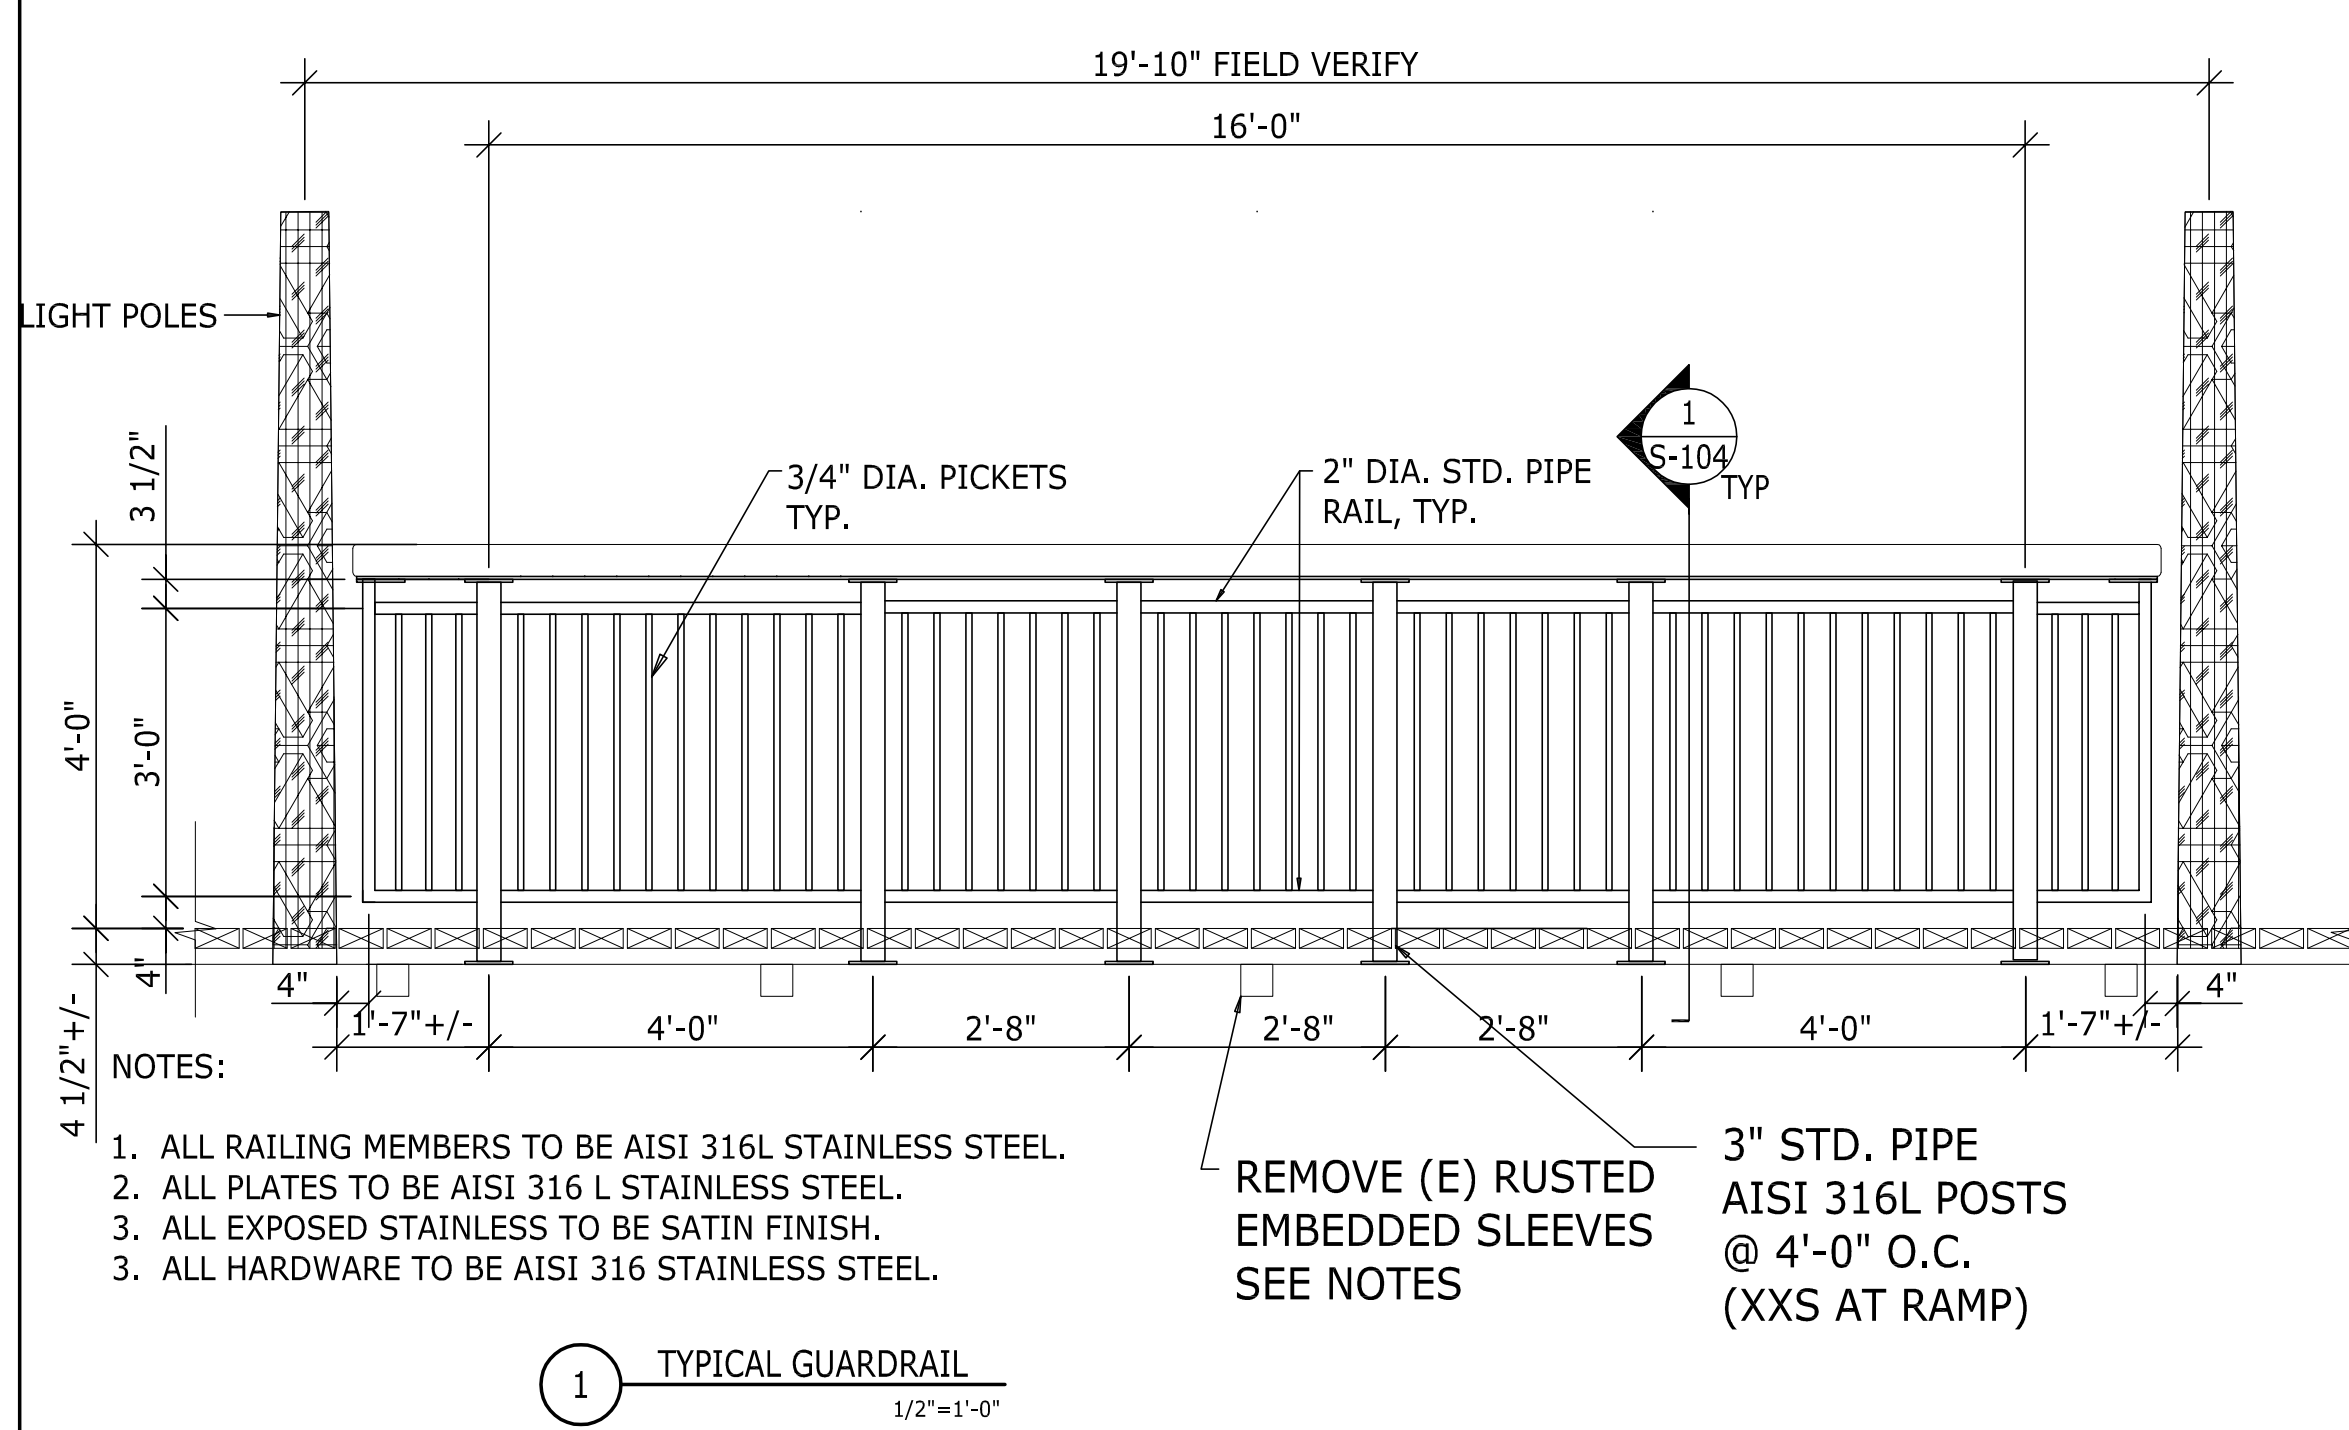 19'-10" FIELD VERIFY
16'-0"
LIGHT POLES
3 1/2"
1
S-104
TYP
3/4" DIA. PICKETS
TYP.
2" DIA. STD. PIPE
RAIL, TYP.
4'-0"
3'-0"
4"
4 1/2"+/-
4"
4"
1'-7"+/-
4'-0"
2'-8"
2'-8"
2'-8"
4'-0"
1'-7"+/-
NOTES:
1. ALL RAILING MEMBERS TO BE AISI 316L STAINLESS STEEL.
2. ALL PLATES TO BE AISI 316 L STAINLESS STEEL.
3. ALL EXPOSED STAINLESS TO BE SATIN FINISH.
3. ALL HARDWARE TO BE AISI 316 STAINLESS STEEL.
REMOVE (E) RUSTED
EMBEDDED SLEEVES
SEE NOTES
3" STD. PIPE
AISI 316L POSTS
@ 4'-0" O.C.
(XXS AT RAMP)
1
TYPICAL GUARDRAIL
1/2"=1'-0"